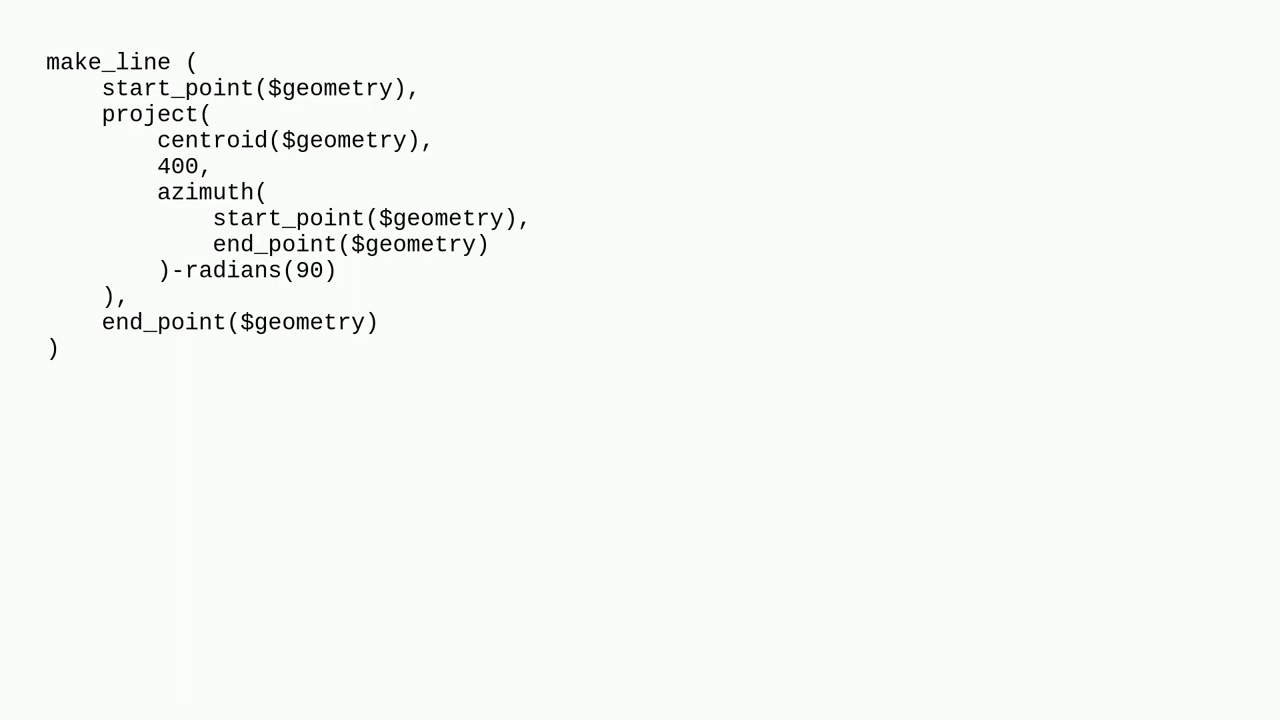 make_line (
    start_point($geometry),
    project(
        centroid($geometry),
        400,
        azimuth(
            start_point($geometry),
            end_point($geometry)
        )-radians(90)
    ),
    end_point($geometry)
)